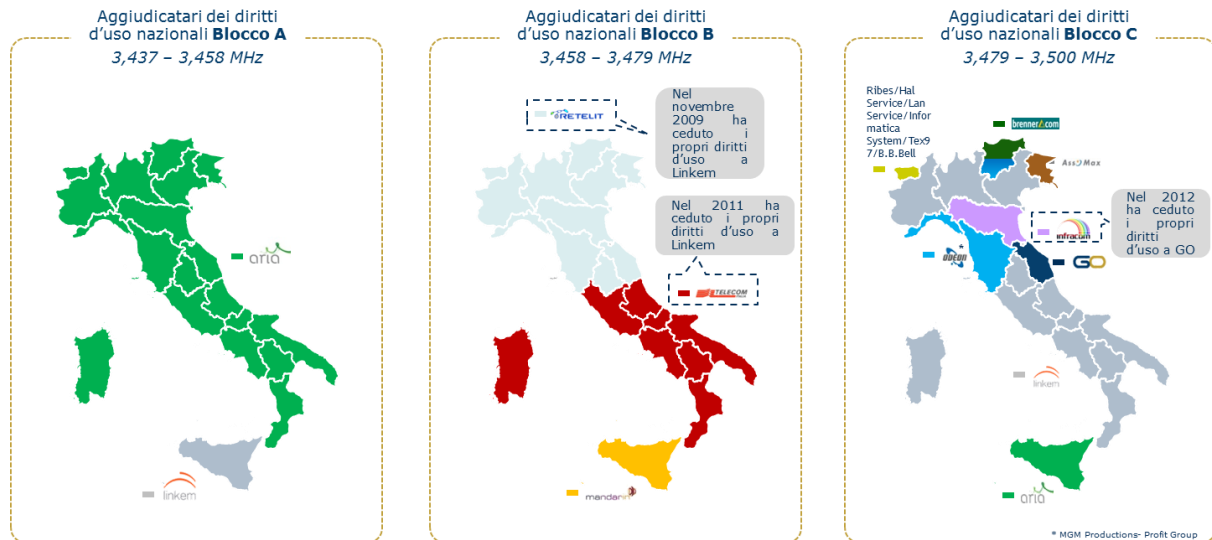 Aggiudicatari dei diritti
d'uso nazionali Blocco A
3,437 – 3,458 MHz
aria
linkem
Aggiudicatari dei diritti
d'uso nazionali Blocco B
3,458 – 3,479 MHz
RETELIT
Nel
novembre
2009 ha
ceduto i
propri diritti
d'uso a
Linkem
Nel 2011 ha
ceduto i propri
diritti d'uso a
Linkem
TELECOM
mandarin
Aggiudicatari dei diritti
d'uso nazionali Blocco C
3,479 – 3,500 MHz
Ribes/Hal
Service/Lan
Service/Infor
matica
System/Tex9
7/B.B.Bell
brennercom
AssoMax
Nel 2012
ha ceduto
i propri
diritti
d'uso a GO
infracom
ODEON *
GO
linkem
aria
* MGM Productions- Profit Group